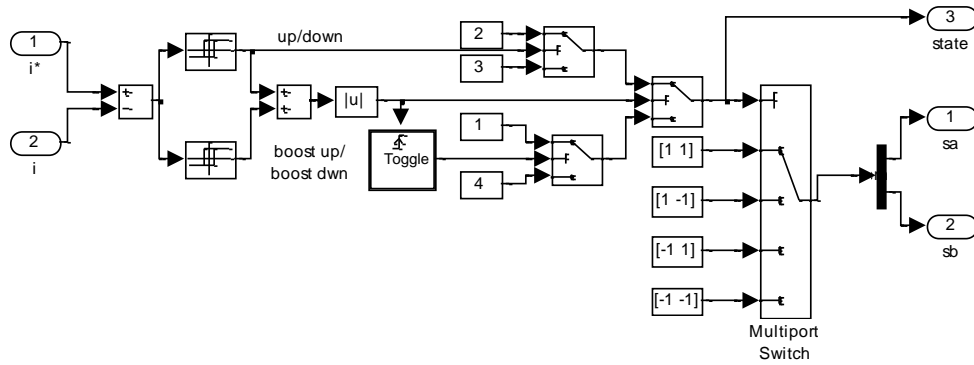 1
i*
2
i
up/down
|u|
boost up/
boost dwn
Toggle
2
3
1
4
[1 1]
[1 -1]
[-1 1]
[-1 -1]
Multiport
Switch
3
state
1
sa
2
sb